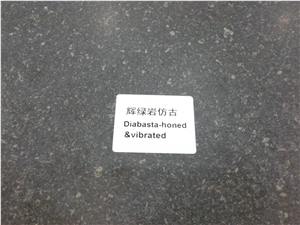 辉绿岩仿古
Diabasta-honed
&vibrated